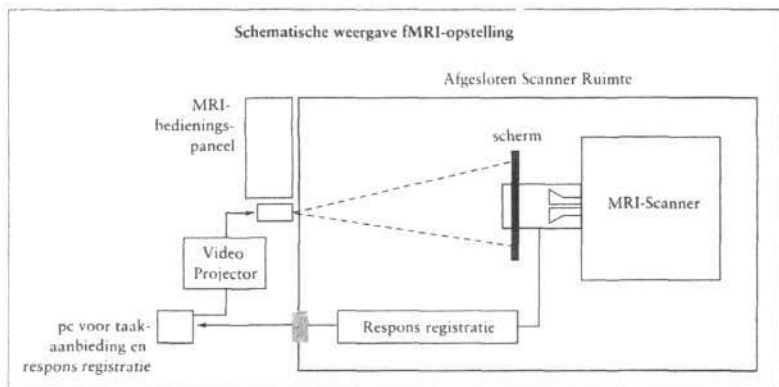 Schematische weergave fMRI-opstelling
Afgesloten Scanner Ruimte
MRI-
bedienings-
paneel
scherm
MRI-Scanner
Video
Projector
pc voor taak-
aanbieding en
respons registratie
Respons registratie